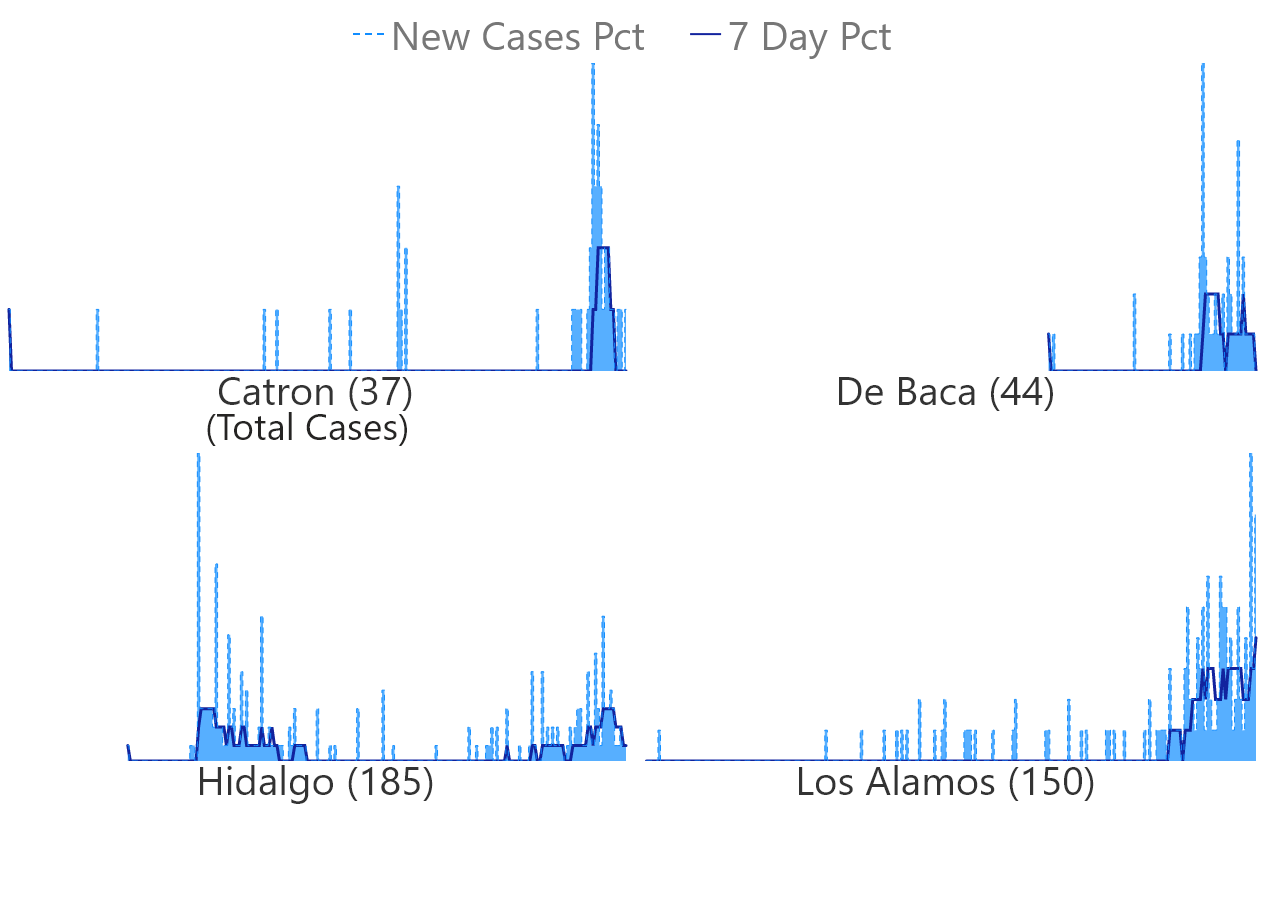 New Cases Pct 7 Day Pct
Catron (37) De Baca (44)
(Total Cases)
Hidalgo (185) Los Alamos (150)